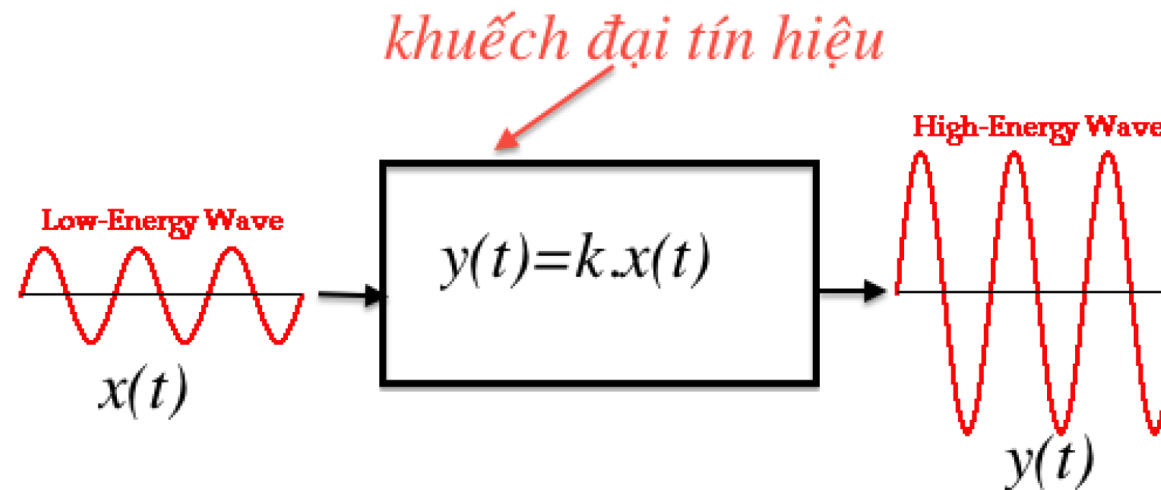 khuếch đại tín hiệu
High-Energy Wave
Low-Energy Wave
y(t)=k.x(t)
x(t)
y(t)